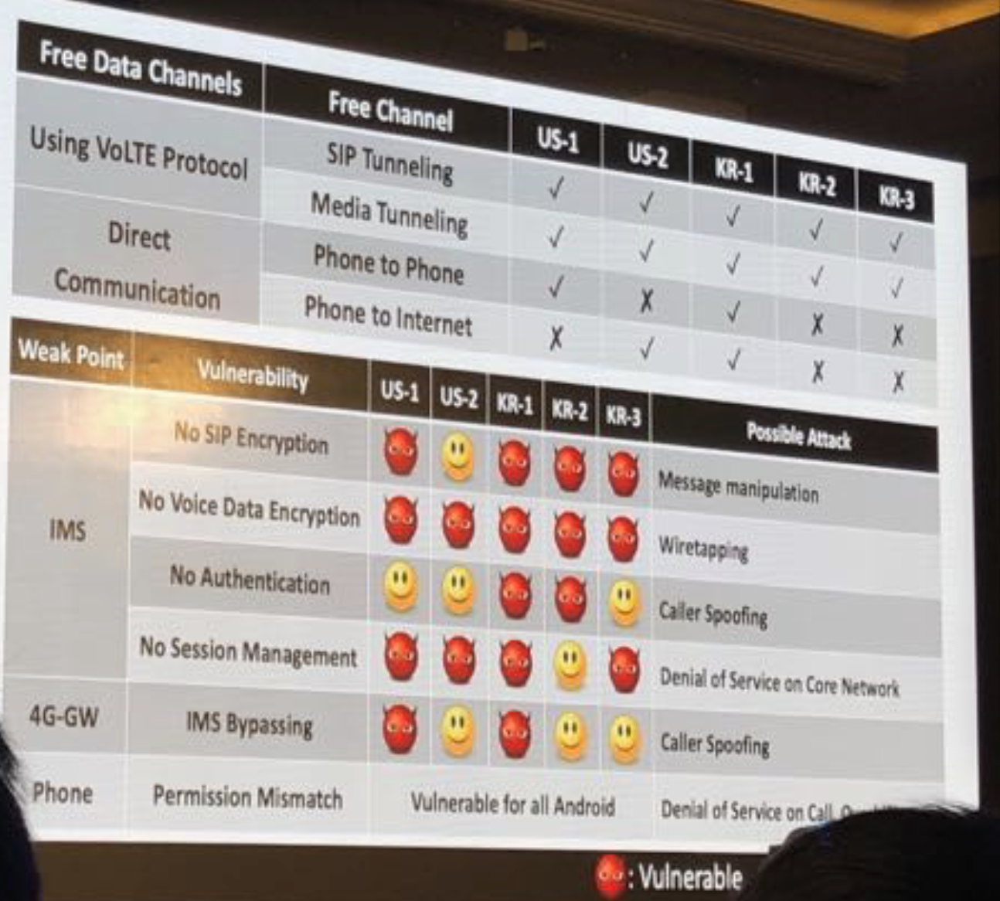 Free Data Channels Free Channel US-1 US-2 KR-1 KR-2 KR-3
Using VoLTE Protocol SIP Tunneling ✓ ✓ ✓ ✓ ✓
Media Tunneling ✓ ✓ ✓ ✓ ✓
Direct
Communication
Phone to Phone ✓ X ✓ X X
Phone to Internet X ✓ ✓ X X
Weak Point Vulnerability US-1 US-2 KR-1 KR-2 KR-3 Possible Attack
IMS
No SIP Encryption Message manipulation
No Voice Data Encryption Wiretapping
No Authentication Caller Spoofing
No Session Management Denial of Service on Core Network
4G-GW IMS Bypassing Caller Spoofing
Phone Permission Mismatch Vulnerable for all Android Denial of Service on Call,
: Vulnerable